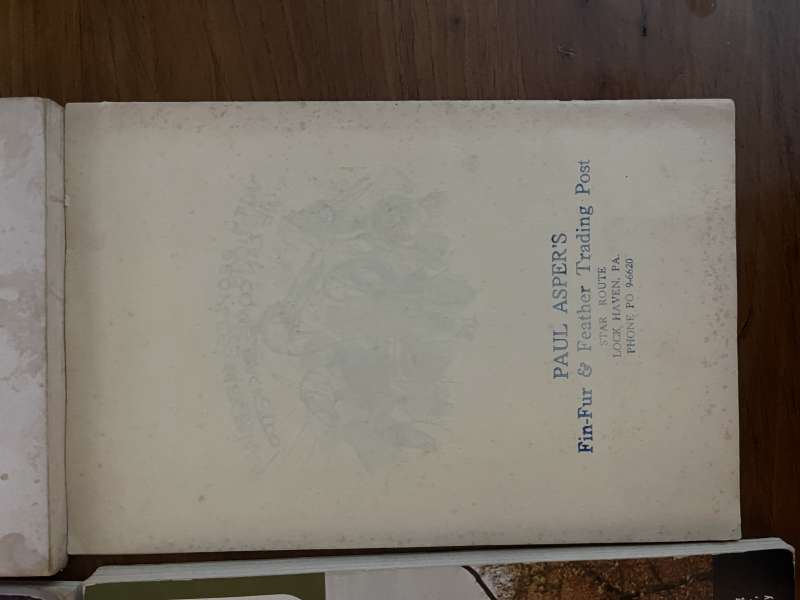 PAUL ASPER'S
Fin-Fur & Feather Trading Post
STAR ROUTE
LOCK HAVEN, PA.
PHONE PO 9-6620